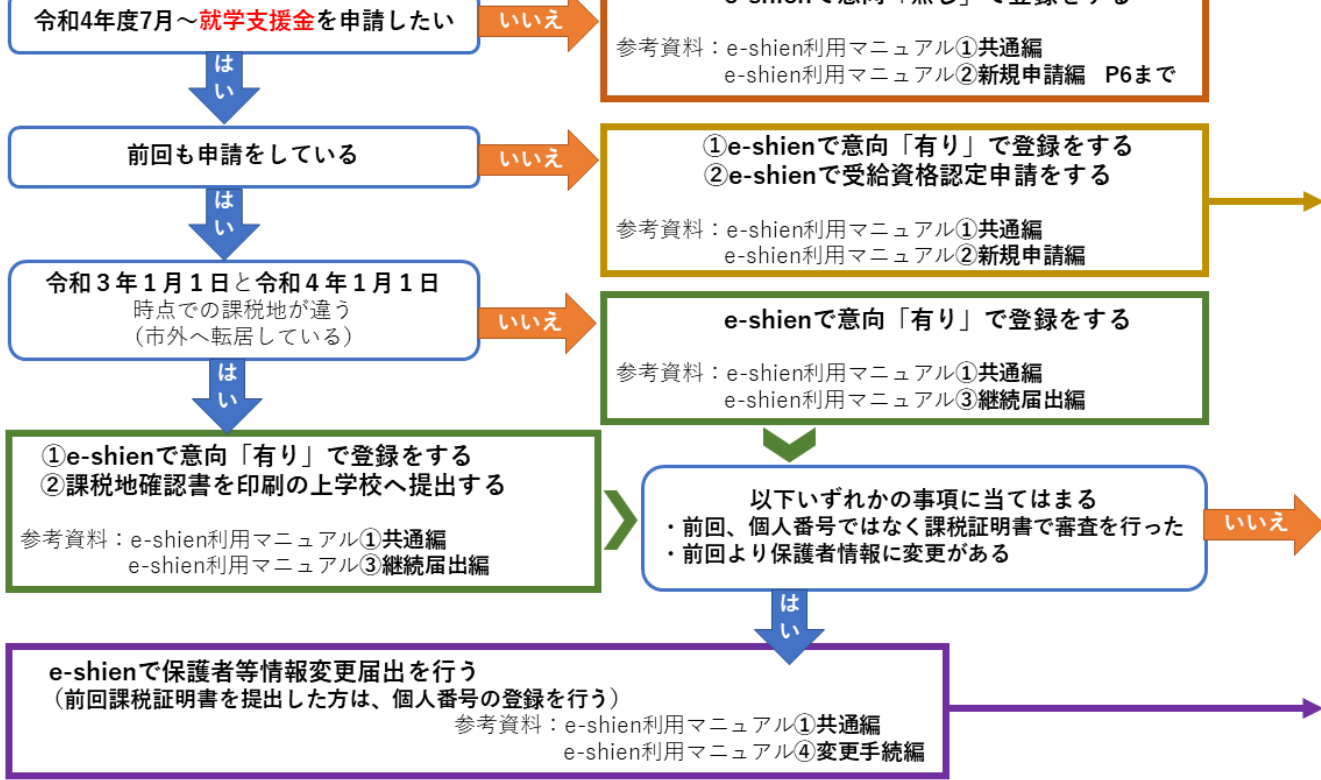 e-shienで意向「無し」で登録をする
令和4年度7月～就学支援金を申請したい
いいえ
参考資料：e-shien利用マニュアル①共通編
e-shien利用マニュアル②新規申請編　P6まで
はい
前回も申請をしている
いいえ
①e-shienで意向「有り」で登録をする
②e-shienで受給資格認定申請をする
参考資料：e-shien利用マニュアル①共通編
e-shien利用マニュアル②新規申請編
はい
令和３年１月１日と令和４年１月１日
時点での課税地が違う
（市外へ転居している）
いいえ
e-shienで意向「有り」で登録をする
参考資料：e-shien利用マニュアル①共通編
e-shien利用マニュアル③継続届出編
はい
①e-shienで意向「有り」で登録をする
②課税地確認書を印刷の上学校へ提出する
参考資料：e-shien利用マニュアル①共通編
e-shien利用マニュアル③継続届出編
以下いずれかの事項に当てはまる
・前回、個人番号ではなく課税証明書で審査を行った
・前回より保護者情報に変更がある
いいえ
はい
e-shienで保護者等情報変更届出を行う
（前回課税証明書を提出した方は、個人番号の登録を行う）
参考資料：e-shien利用マニュアル①共通編
e-shien利用マニュアル④変更手続編